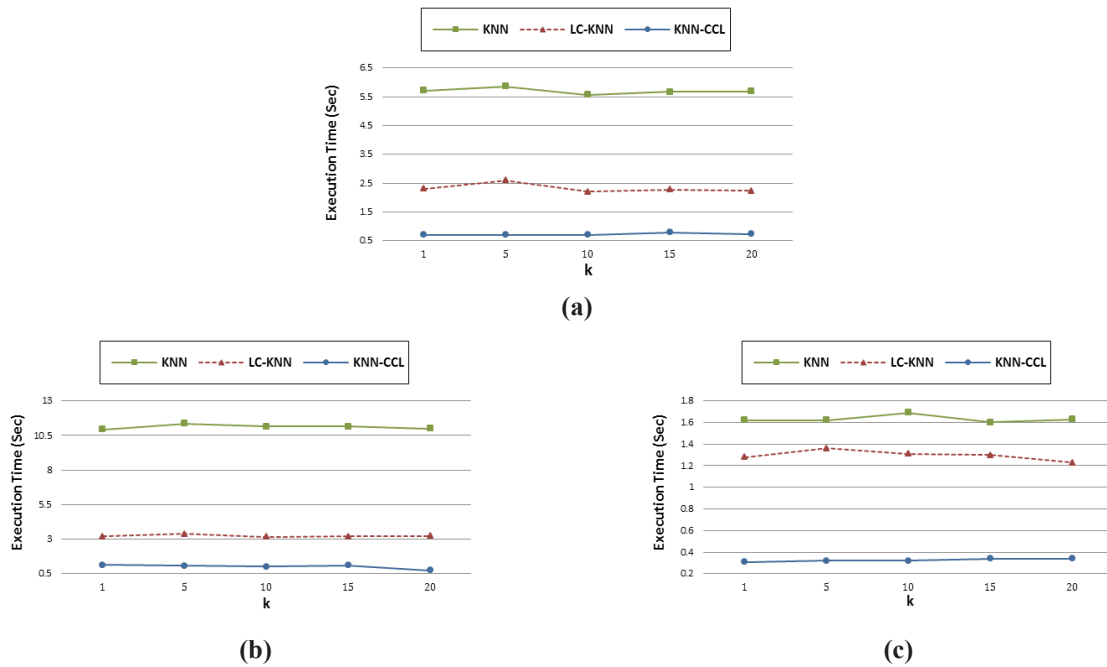 KNN LC-KNN KNN-CCL
Execution Time (Sec)
6.5
5.5
4.5
3.5
2.5
1.5
0.5
1 5 10 15 20
k
(a)
KNN LC-KNN KNN-CCL
Execution Time (Sec)
13
10.5
8
5.5
3
0.5
1 5 10 15 20
k
(b)
KNN LC-KNN KNN-CCL
Execution Time (Sec)
1.8
1.6
1.4
1.2
1
0.8
0.6
0.4
0.2
1 5 10 15 20
k
(c)